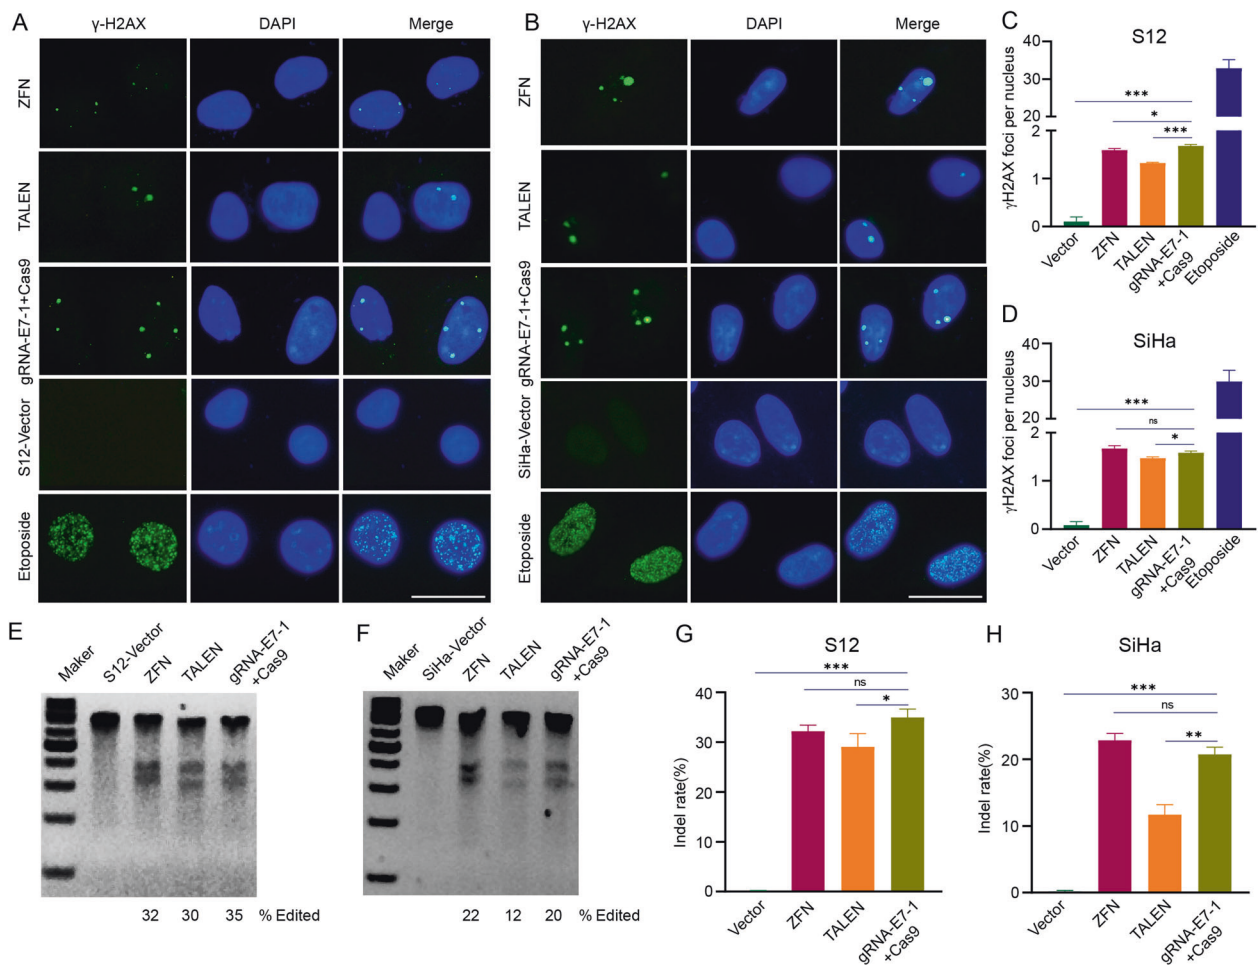 A
γ-H2AX
DAPI
Merge
ZFN
TALEN
gRNA-E7-1+Cas9
S12-Vector
Etoposide
B
γ-H2AX
DAPI
Merge
ZFN
TALEN
gRNA-E7-1+Cas9
SiHa-Vector
Etoposide
C
S12
γH2AX foci per nucleus
40
30
20
2
1
0
***
*
***
Vector
ZFN
TALEN
gRNA-E7-1
+Cas9
Etoposide
D
SiHa
γH2AX foci per nucleus
40
30
20
2
1
0
***
ns
*
Vector
ZFN
TALEN
gRNA-E7-1
+Cas9
Etoposide
E
Maker
S12-Vector
ZFN
TALEN
gRNA-E7-1
+Cas9
32 30 35 % Edited
F
Maker
SiHa-Vector
ZFN
TALEN
gRNA-E7-1
+Cas9
22 12 20 % Edited
G
S12
Indel rate(%)
40
30
20
10
0
***
ns
*
Vector
ZFN
TALEN
gRNA-E7-1
+Cas9
H
SiHa
Indel rate(%)
30
20
10
0
***
ns
**
Vector
ZFN
TALEN
gRNA-E7-1
+Cas9